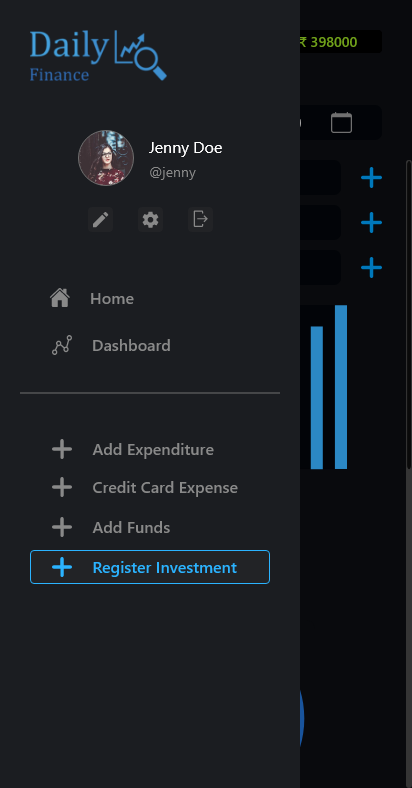 Daily
Finance
₹ 398000
Jenny Doe
@jenny
Home
Dashboard
Add Expenditure
Credit Card Expense
Add Funds
Register Investment